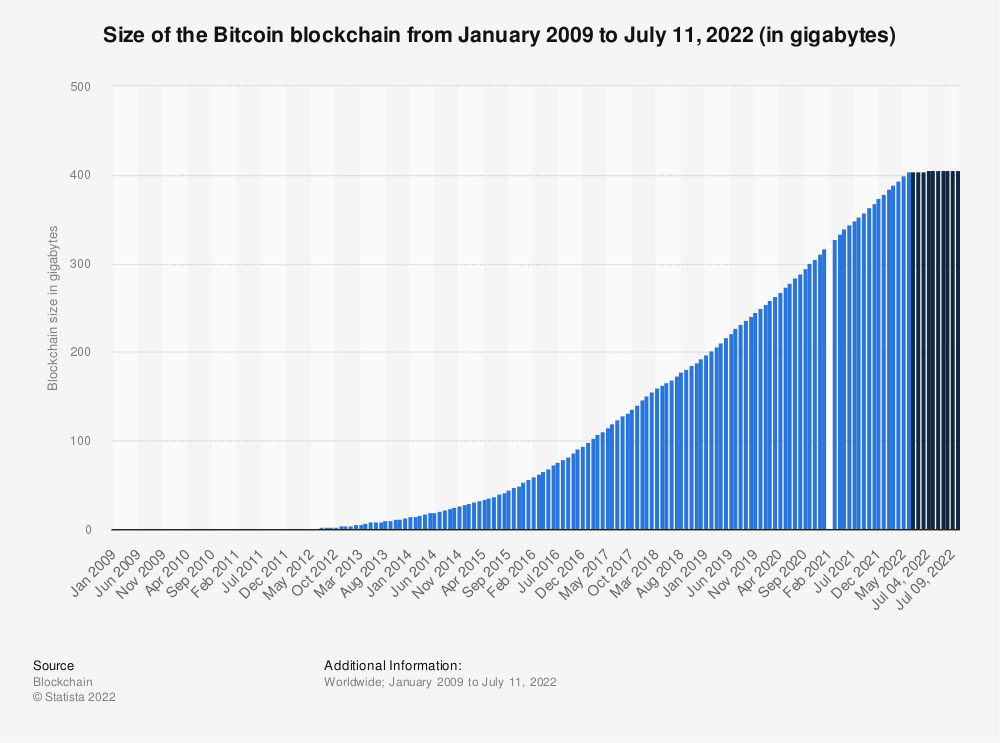 Size of the Bitcoin blockchain from January 2009 to July 11, 2022 (in gigabytes)
500
400
300
200
100
0
Blockchain size in gigabytes
Jan 2009
Jun 2009
Nov 2009
Apr 2010
Sep 2010
Feb 2011
Jul 2011
Dec 2011
May 2012
Oct 2012
Mar 2013
Aug 2013
Jan 2014
Jun 2014
Nov 2014
Apr 2015
Sep 2015
Feb 2016
Jul 2016
Dec 2016
May 2017
Oct 2017
Mar 2018
Aug 2018
Jan 2019
Jun 2019
Nov 2019
Apr 2020
Sep 2020
Feb 2021
Jul 2021
Dec 2021
May 2022
Jul 04, 2022
Jul 09, 2022
Source
Blockchain
© Statista 2022
Additional Information:
Worldwide; January 2009 to July 11, 2022